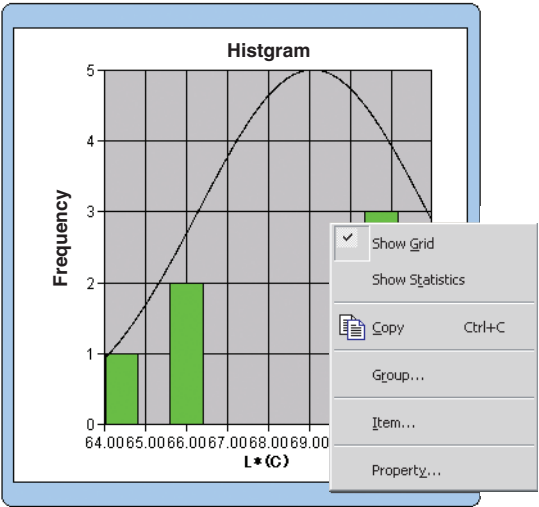 Histgram
Frequency
5
4
3
2
1
0
64.00 65.00 66.00 67.00 68.00 69.00
L*(C)
Show Grid
Show Statistics
Copy Ctrl+C
Group...
Item...
Property...